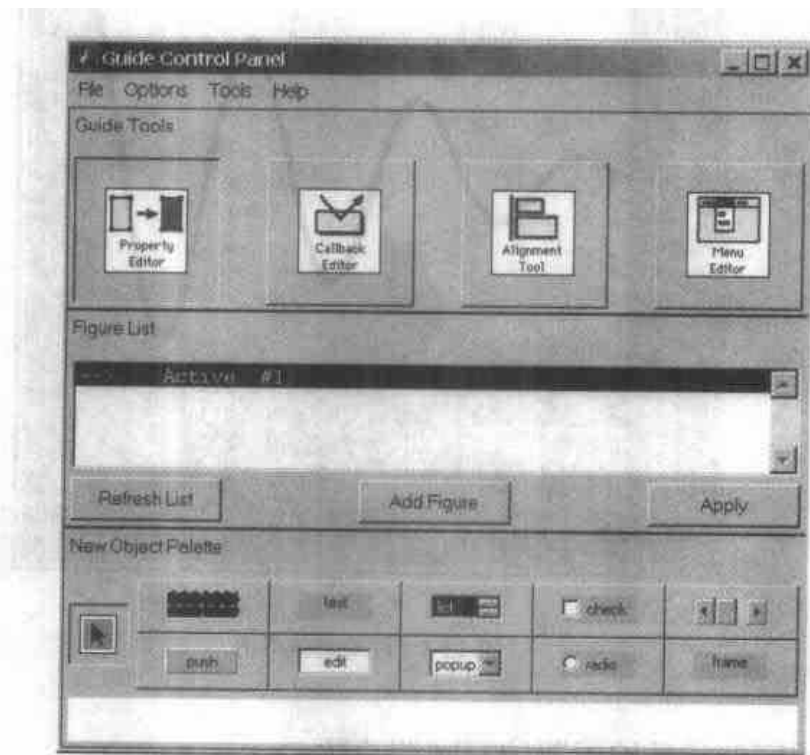 Guide Control Panel
File Options Tools Help
Guide Tools
Property Editor
Callback Editor
Alignment Tool
Menu Editor
Figure List
--> Active #1
Refresh List
Add Figure
Apply
New Object Palette
text
list
check
push
edit
popup
radio
frame